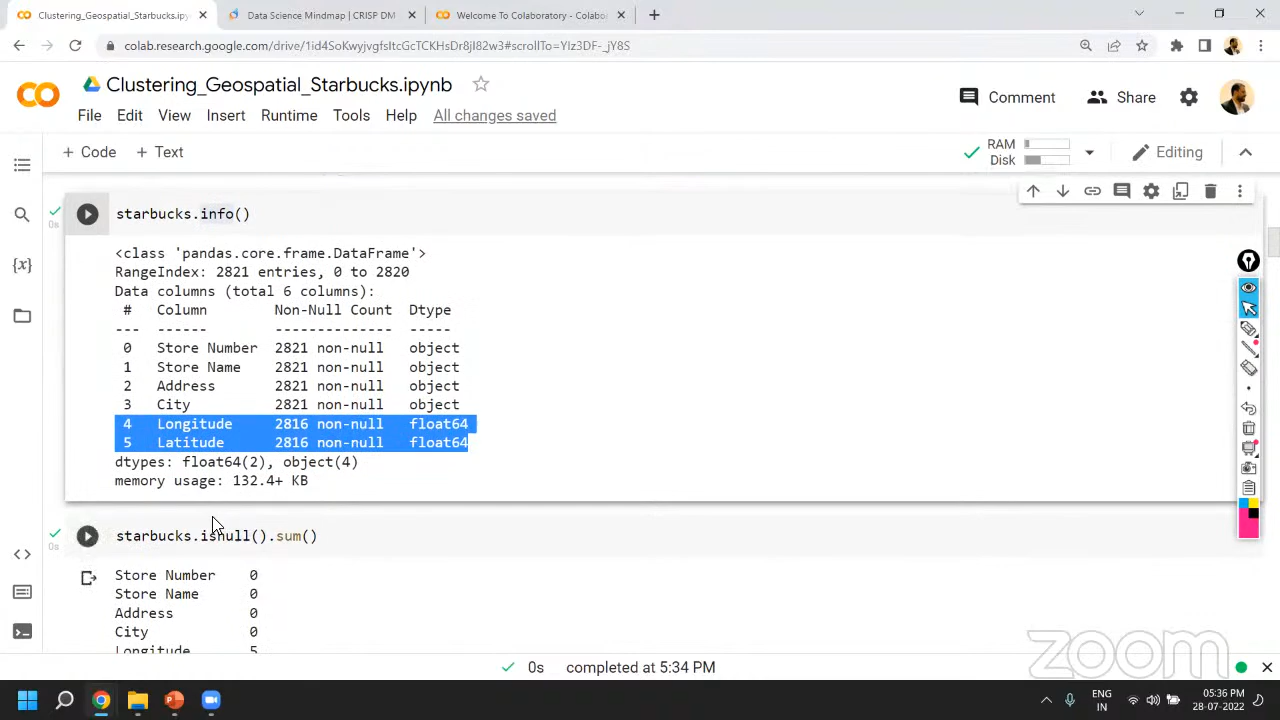 Clustering_Geospatial_Starbucks.ipyn
Data Science Mindmap | CRISP DM
Welcome To Colaboratory - Colabor
colab.research.google.com/drive/1id4SoKwyjvgfsItcGcTCKHsDr8jI82w3#scrollTo=YIz3DF-_jY8S
Clustering_Geospatial_Starbucks.ipynb
File Edit View Insert Runtime Tools Help All changes saved
Comment Share
+ Code + Text
RAM
Disk
Editing
starbucks.info()
0s
<class 'pandas.core.frame.DataFrame'>
RangeIndex: 2821 entries, 0 to 2820
Data columns (total 6 columns):
# Column Non-Null Count Dtype
--- ------ -------------- -----
0 Store Number 2821 non-null object
1 Store Name 2821 non-null object
2 Address 2821 non-null object
3 City 2821 non-null object
4 Longitude 2816 non-null float64
5 Latitude 2816 non-null float64
dtypes: float64(2), object(4)
memory usage: 132.4+ KB
starbucks.isnull().sum()
0s
Store Number 0
Store Name 0
Address 0
City 0
Longitude 5
zoom
0s completed at 5:34 PM
ENG
IN
05:36 PM
28-07-2022